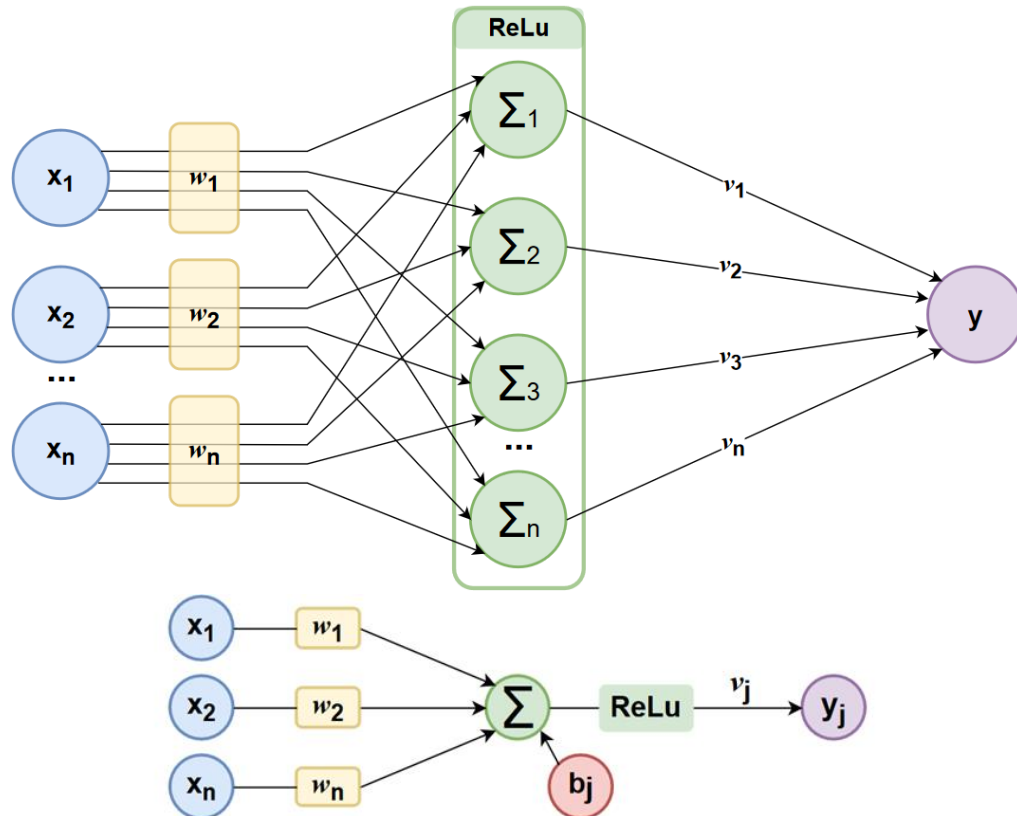 ReLu
Σ1
x1
w1
v1
Σ2
v2
x2
w2
y
...
Σ3
v3
...
xn
wn
vn
Σn
x1
w1
x2
w2
Σ
ReLu
vj
yj
xn
wn
bj